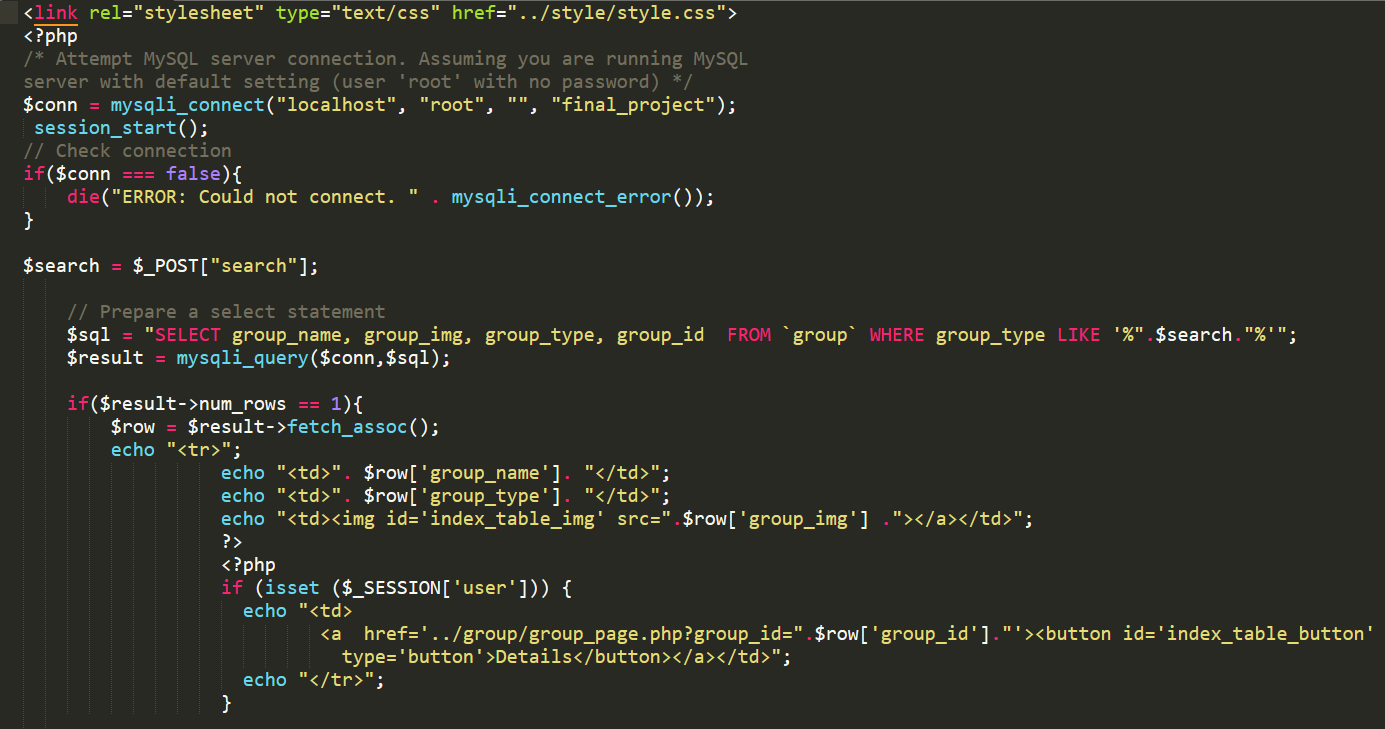 <link rel="stylesheet" type="text/css" href="../style/style.css">
<?php
/* Attempt MySQL server connection. Assuming you are running MySQL
server with default setting (user 'root' with no password) */
$conn = mysqli_connect("localhost", "root", "", "final_project");
session_start();
// Check connection
if($conn === false){
die("ERROR: Could not connect. " . mysqli_connect_error());
}
$search = $_POST["search"];
// Prepare a select statement
$sql = "SELECT group_name, group_img, group_type, group_id  FROM `group` WHERE group_type LIKE '%".$search."%'";
$result = mysqli_query($conn,$sql);
if($result->num_rows == 1){
$row = $result->fetch_assoc();
echo "<tr>";
echo "<td>". $row['group_name']. "</td>";
echo "<td>". $row['group_type']. "</td>";
echo "<td><img id='index_table_img' src=".$row['group_img'] ."></a></td>";
?>
<?php
if (isset ($_SESSION['user'])) {
echo "<td>
<a  href='../group/group_page.php?group_id=".$row['group_id']."'><button id='index_table_button'
type='button'>Details</button></a></td>";
echo "</tr>";
}